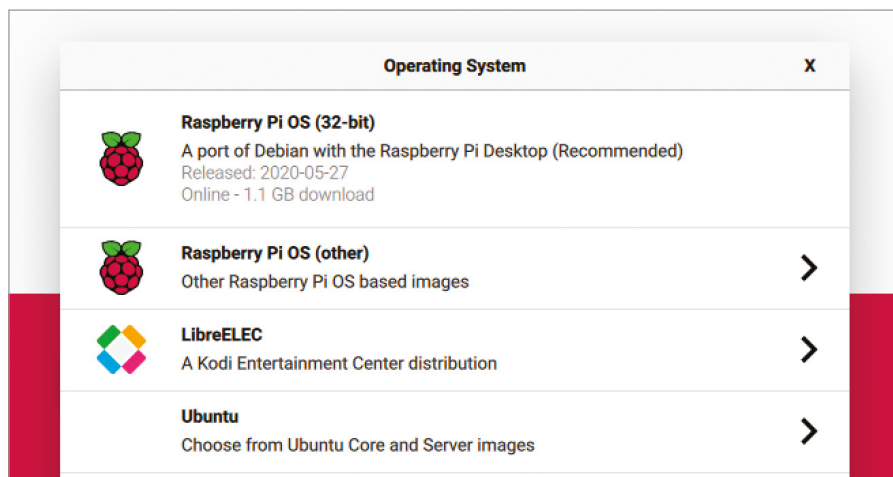 Operating System X
Raspberry Pi OS (32-bit)
A port of Debian with the Raspberry Pi Desktop (Recommended)
Released: 2020-05-27
Online - 1.1 GB download
Raspberry Pi OS (other)
Other Raspberry Pi OS based images
LibreELEC
A Kodi Entertainment Center distribution
Ubuntu
Choose from Ubuntu Core and Server images